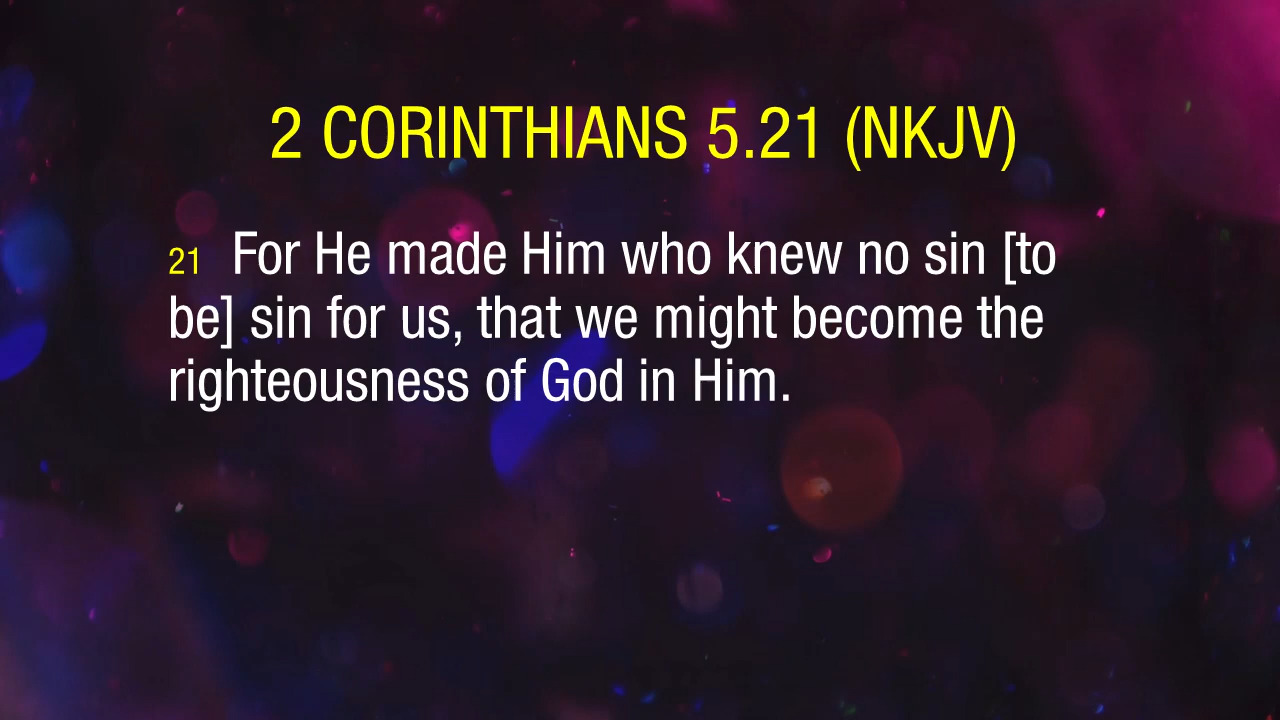 2 CORINTHIANS 5.21 (NKJV)
21 For He made Him who knew no sin [to
be] sin for us, that we might become the
righteousness of God in Him.